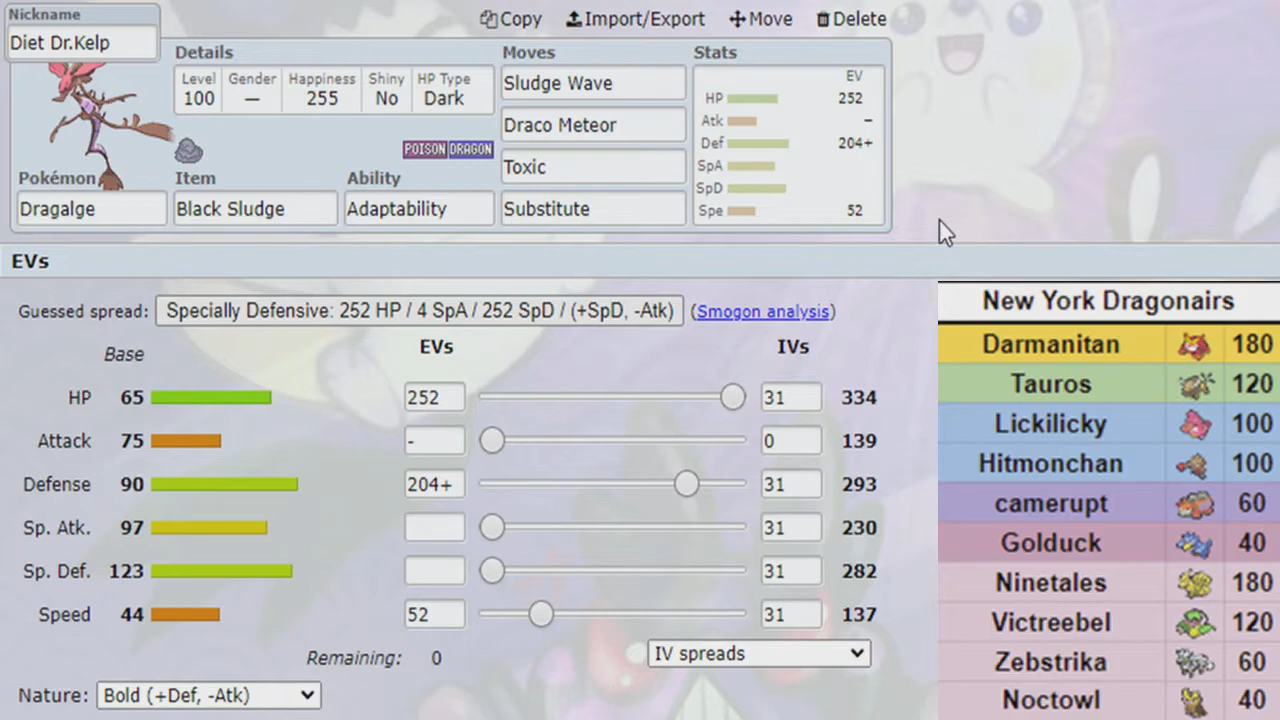 Nickname
Diet Dr.Kelp
Copy Import/Export Move Delete
Details
Level Gender Happiness Shiny HP Type
100 — 255 No Dark
POISON DRAGON
Pokémon Item Ability
Dragalge Black Sludge Adaptability
Moves
Sludge Wave
Draco Meteor
Toxic
Substitute
Stats
EV
HP 252
Atk –
Def 204+
SpA
SpD
Spe 52
EVs
Guessed spread: Specially Defensive: 252 HP / 4 SpA / 252 SpD / (+SpD, -Atk) (Smogon analysis)
Base EVs IVs
HP 65 252 31 334
Attack 75 - 0 139
Defense 90 204+ 31 293
Sp. Atk. 97 31 230
Sp. Def. 123 31 282
Speed 44 52 31 137
Remaining: 0
IV spreads
Nature: Bold (+Def, -Atk)
New York Dragonairs
Darmanitan 180
Tauros 120
Lickilicky 100
Hitmonchan 100
camerupt 60
Golduck 40
Ninetales 180
Victreebel 120
Zebstrika 60
Noctowl 40